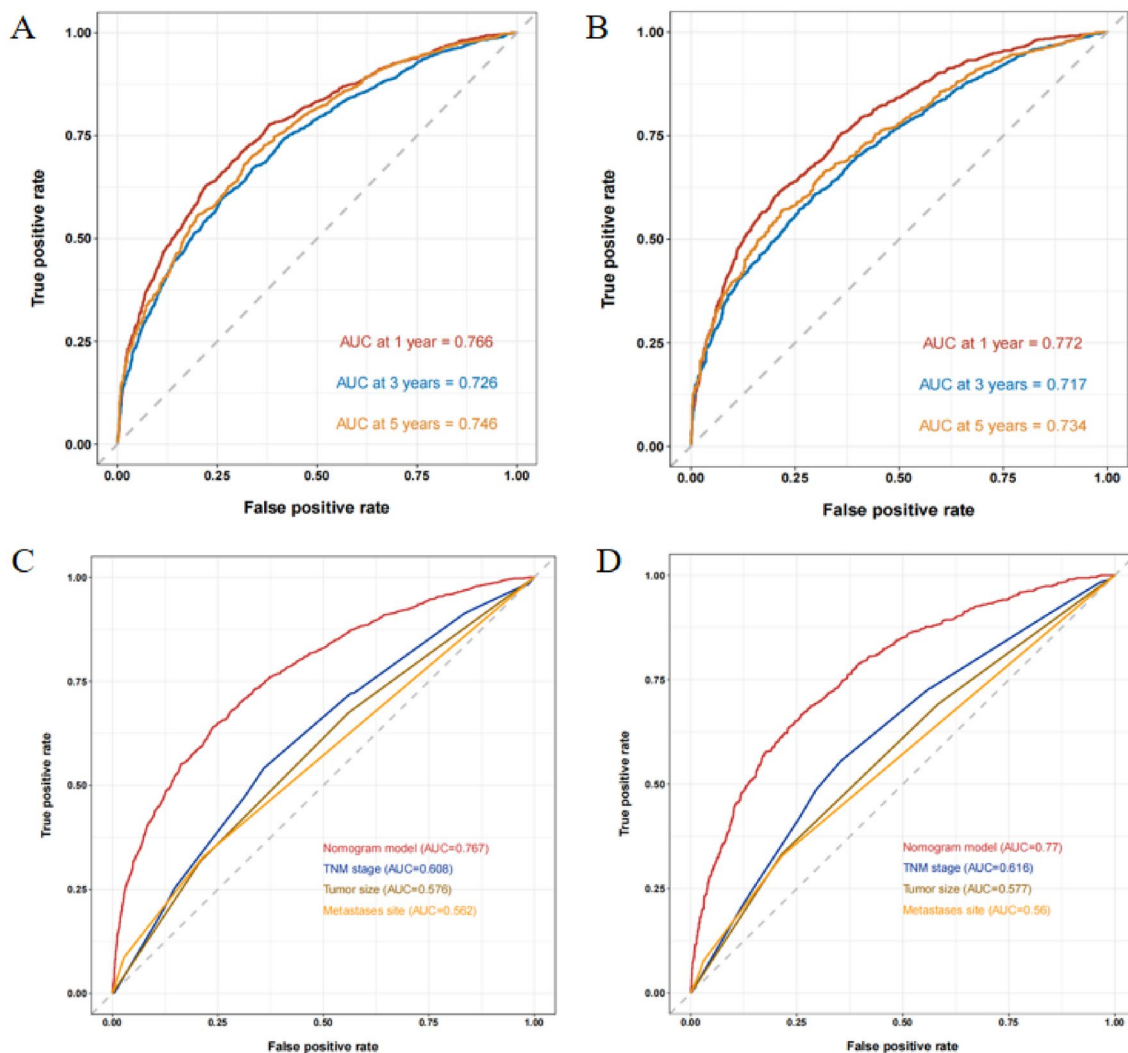 A
1.00
0.75
0.50
0.25
0.00
True positive rate
AUC at 1 year = 0.766
AUC at 3 years = 0.726
AUC at 5 years = 0.746
0.00 0.25 0.50 0.75 1.00
False positive rate
B
1.00
0.75
0.50
0.25
0.00
True positive rate
AUC at 1 year = 0.772
AUC at 3 years = 0.717
AUC at 5 years = 0.734
0.00 0.25 0.50 0.75 1.00
False positive rate
C
1.00
0.75
0.50
0.25
0.00
True positive rate
Nomogram model (AUC=0.767)
TNM stage (AUC=0.608)
Tumor size (AUC=0.576)
Metastases site (AUC=0.562)
0.00 0.25 0.50 0.75 1.00
False positive rate
D
1.00
0.75
0.50
0.25
0.00
True positive rate
Nomogram model (AUC=0.77)
TNM stage (AUC=0.616)
Tumor size (AUC=0.577)
Metastases site (AUC=0.56)
0.00 0.25 0.50 0.75 1.00
False positive rate